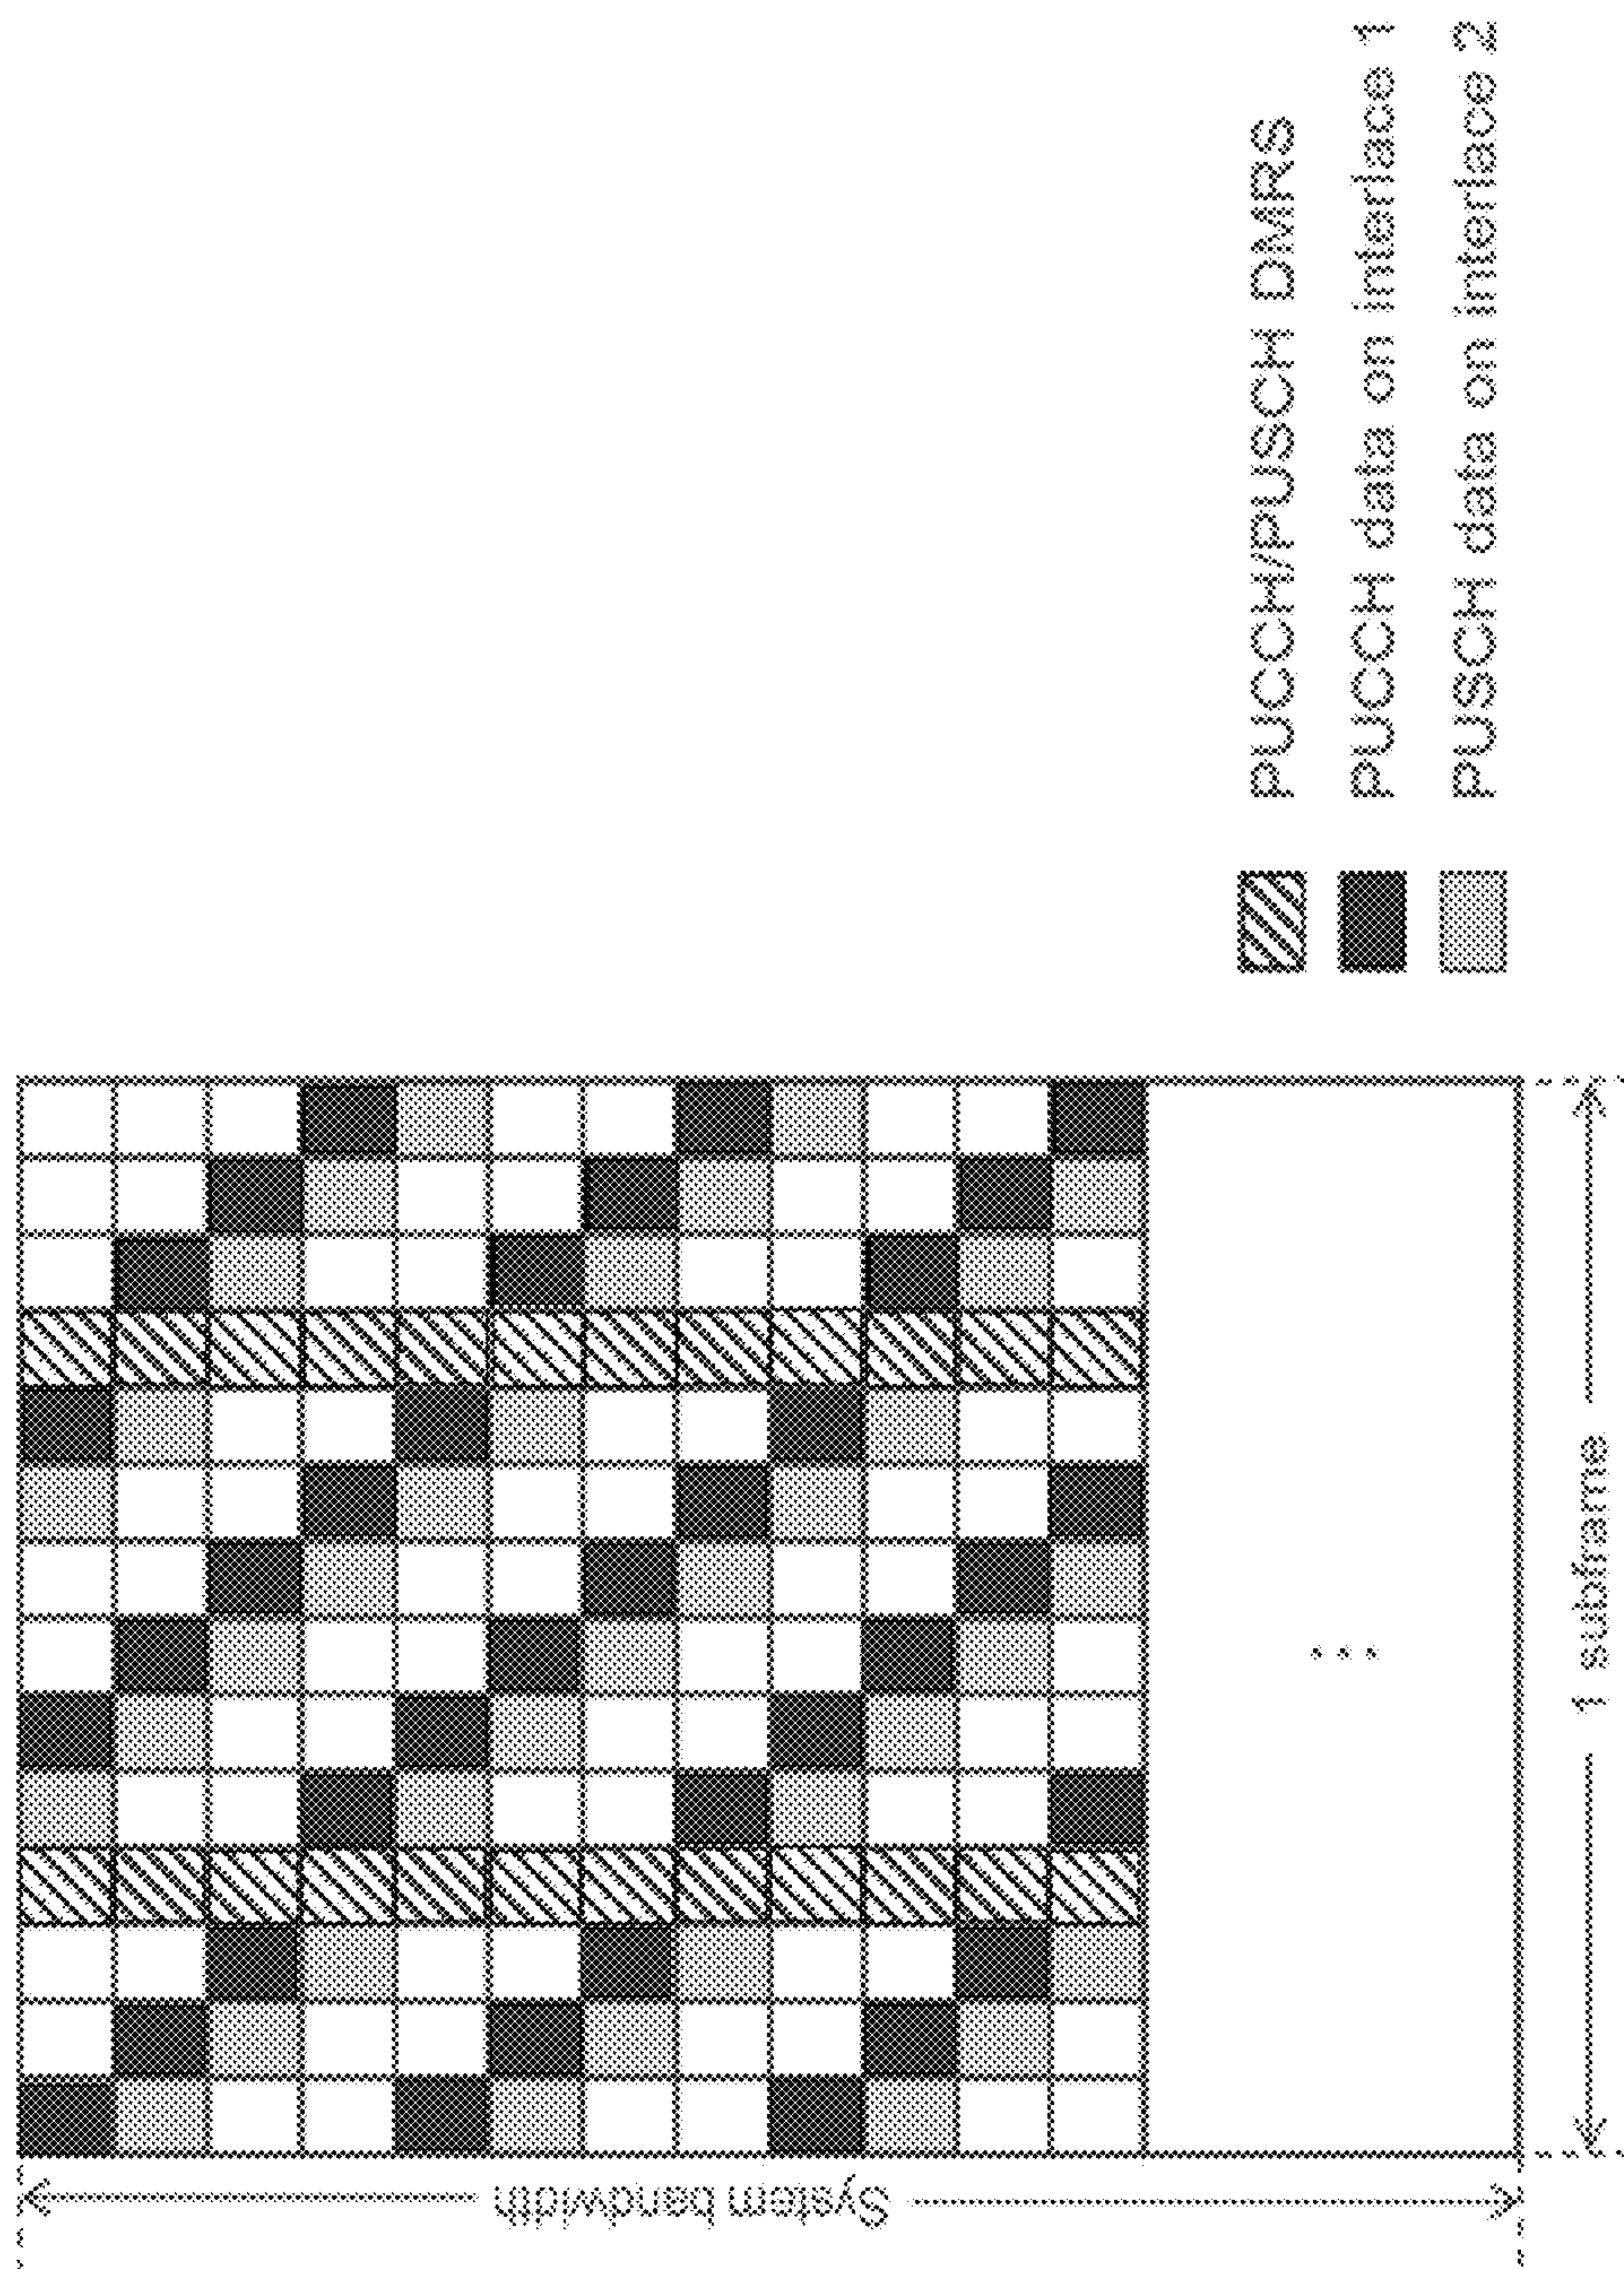 System bandwidth
...
1 subframe
PUCCH/PUSCH DMRS
PUCCH data on interlace 1
PUSCH data on interlace 2